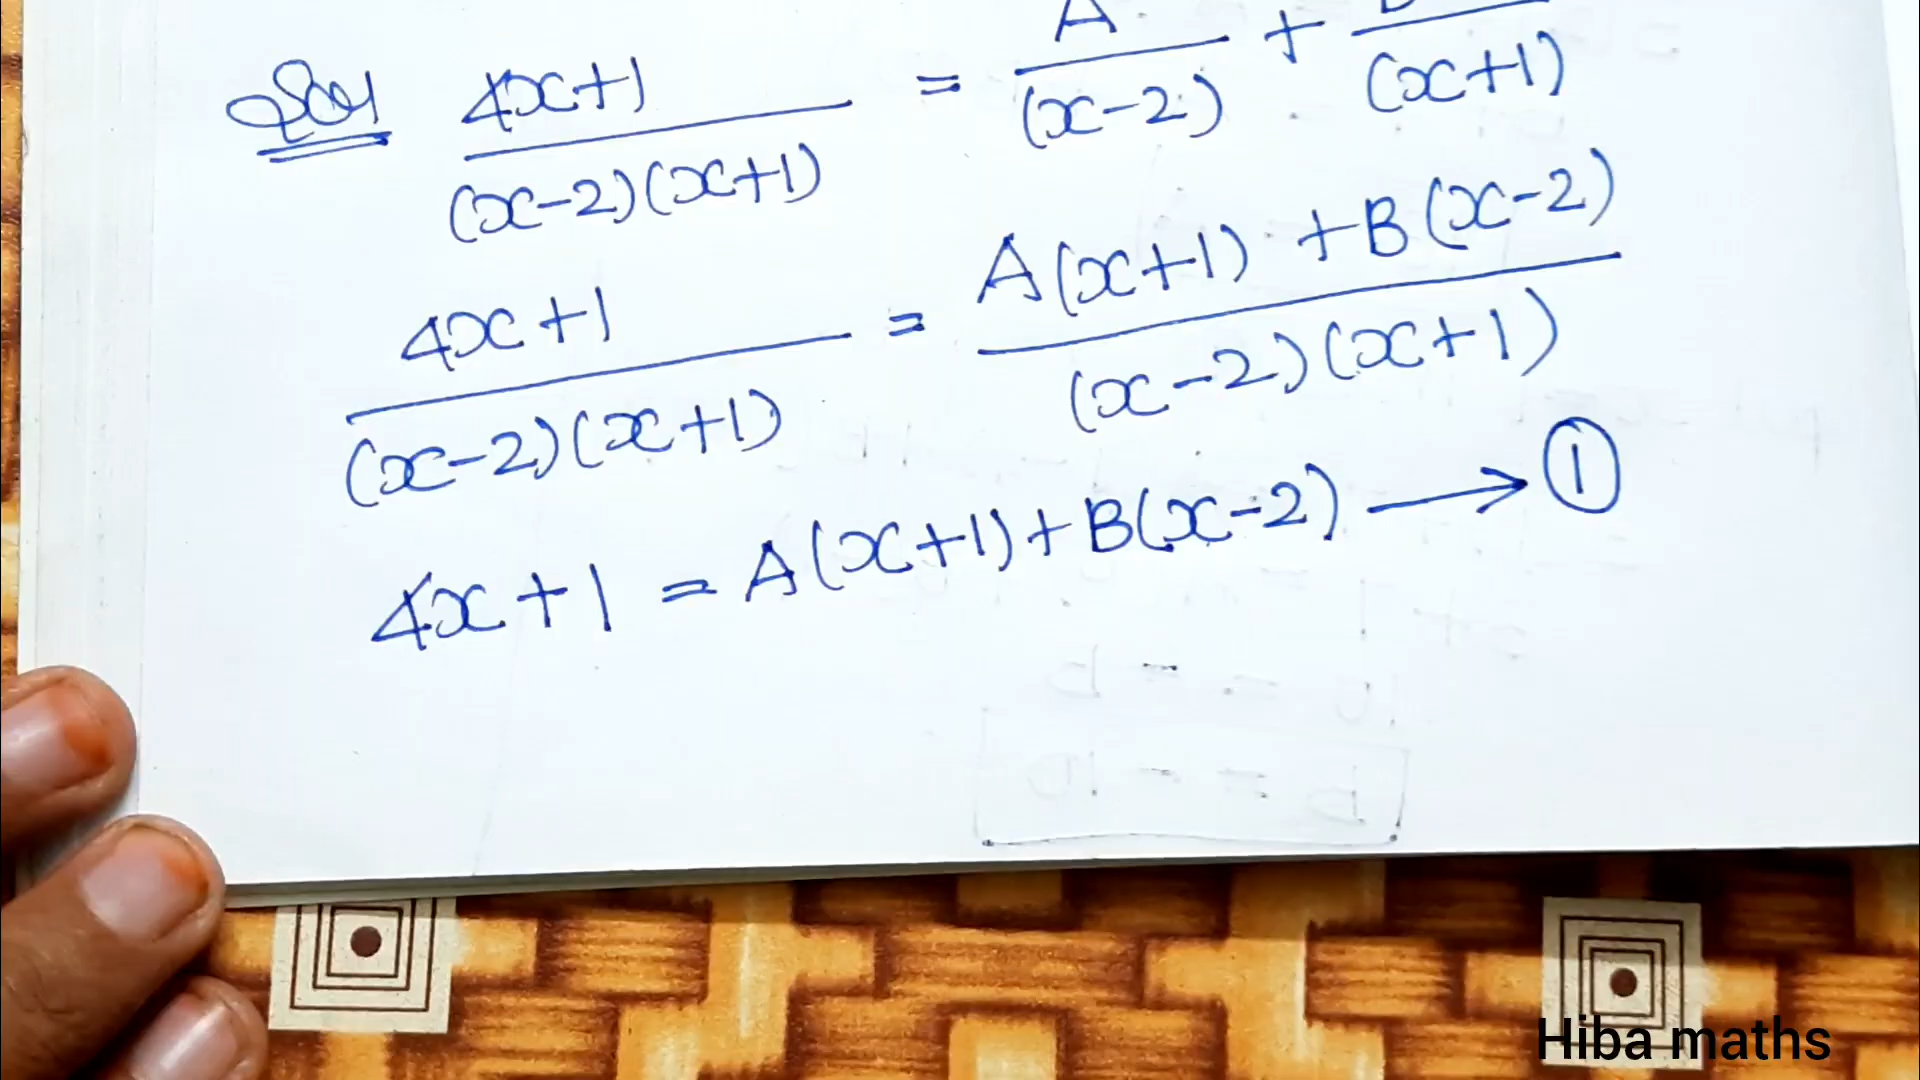 Sol 4x+1 / (x-2)(x+1) = A / (x-2) + B / (x+1)
4x+1 / (x-2)(x+1) = A(x+1) + B(x-2) / (x-2)(x+1)
4x+1 = A(x+1) + B(x-2) → ①
Hiba maths